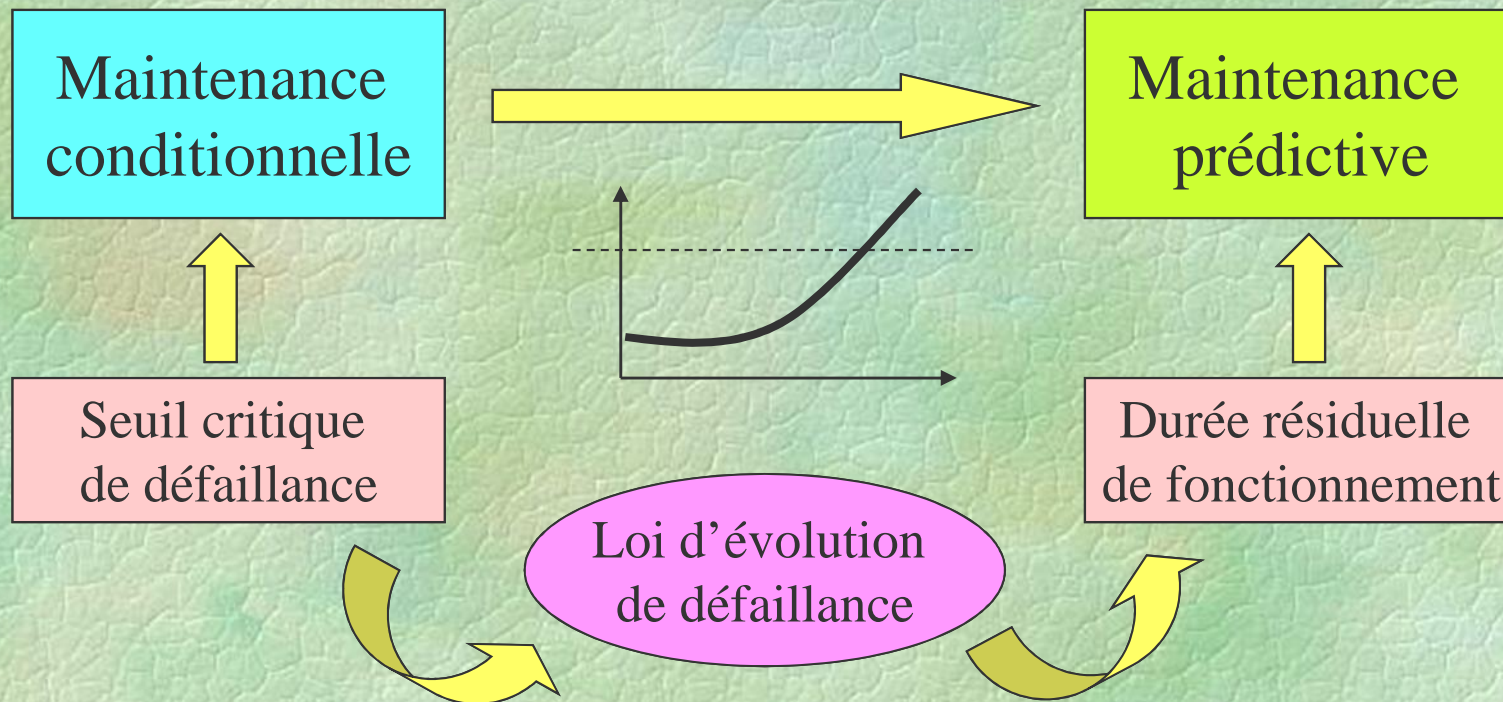 Maintenance
conditionnelle
Maintenance
prédictive
Seuil critique
de défaillance
Durée résiduelle
de fonctionnement
Loi d’évolution
de défaillance